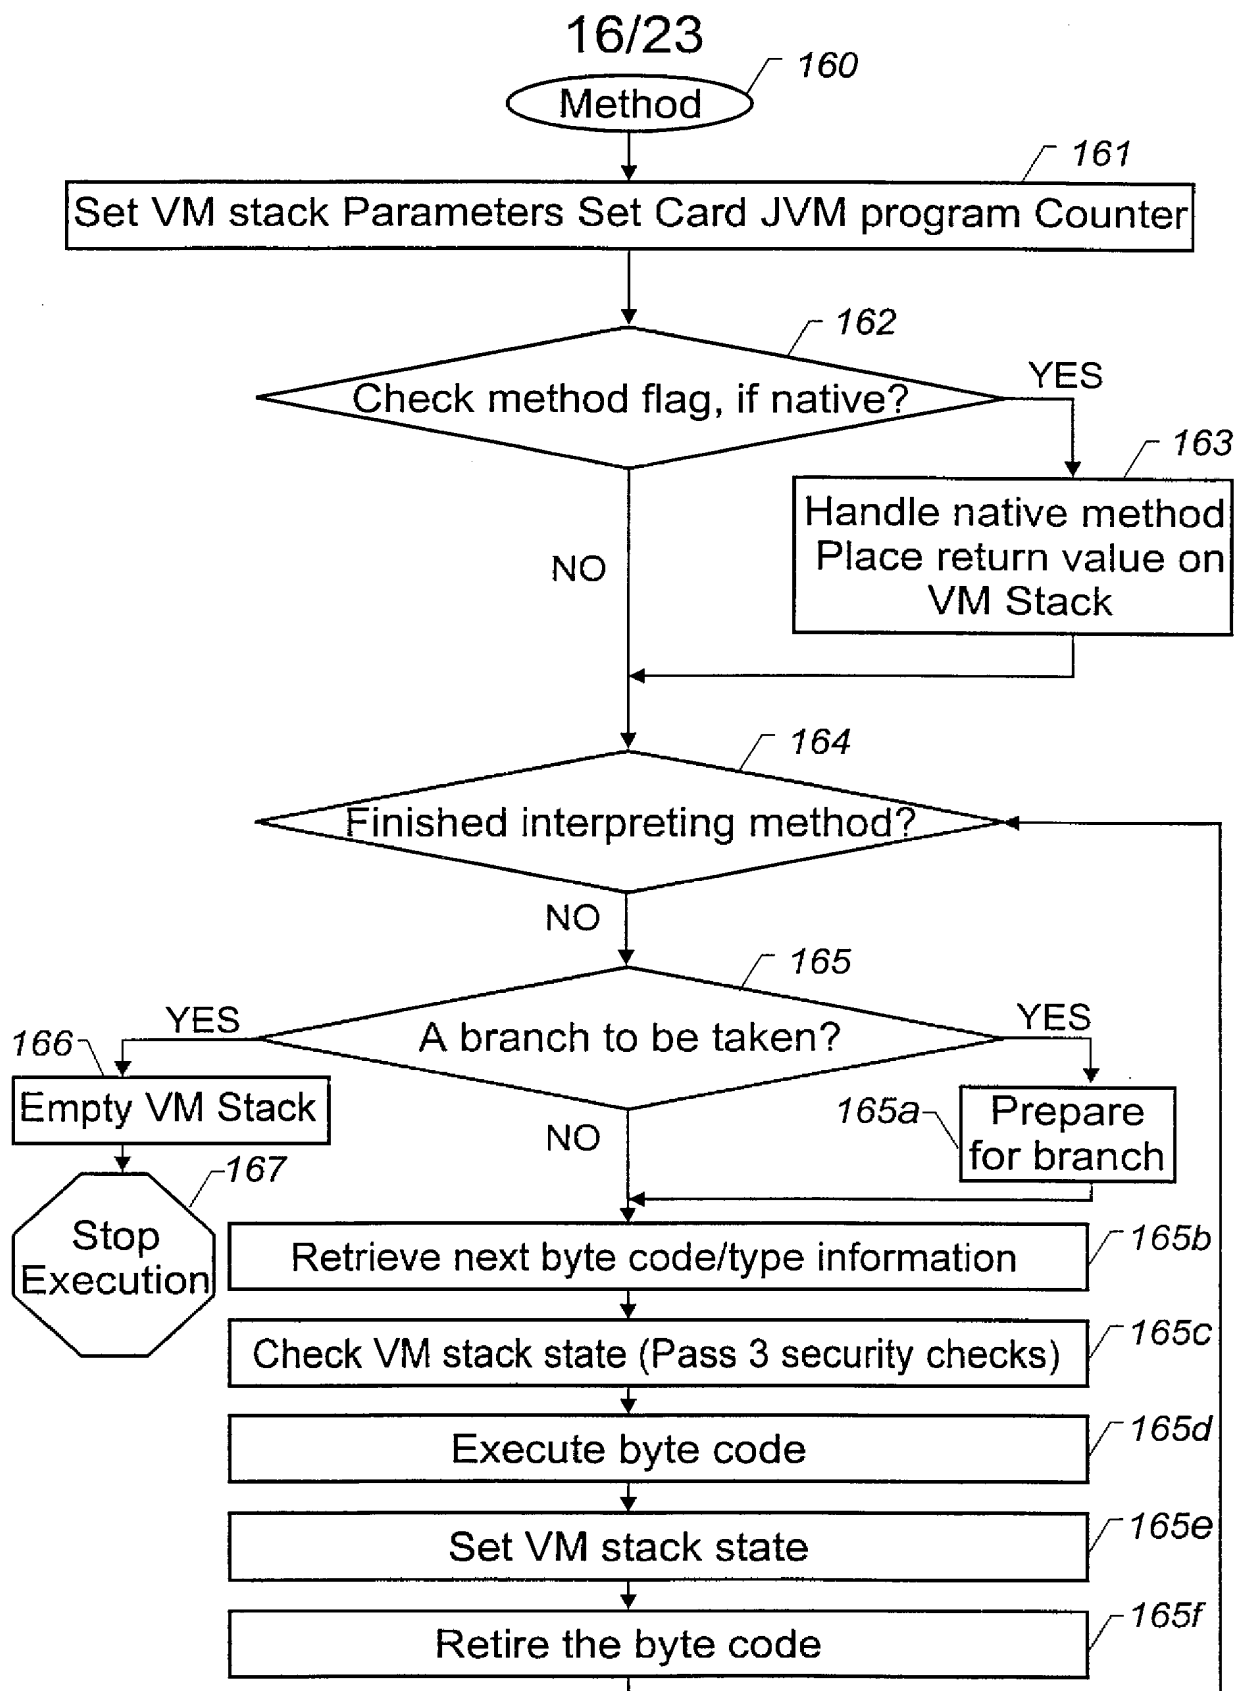 16/23
160
Method
161
Set VM stack Parameters Set Card JVM program Counter
162
Check method flag, if native?
YES
163
Handle native method
Place return value on
VM Stack
NO
164
Finished interpreting method?
NO
165
A branch to be taken?
YES
YES
166
Empty VM Stack
165a
Prepare
for branch
NO
167
Stop
Execution
165b
Retrieve next byte code/type information
165c
Check VM stack state (Pass 3 security checks)
165d
Execute byte code
165e
Set VM stack state
165f
Retire the byte code